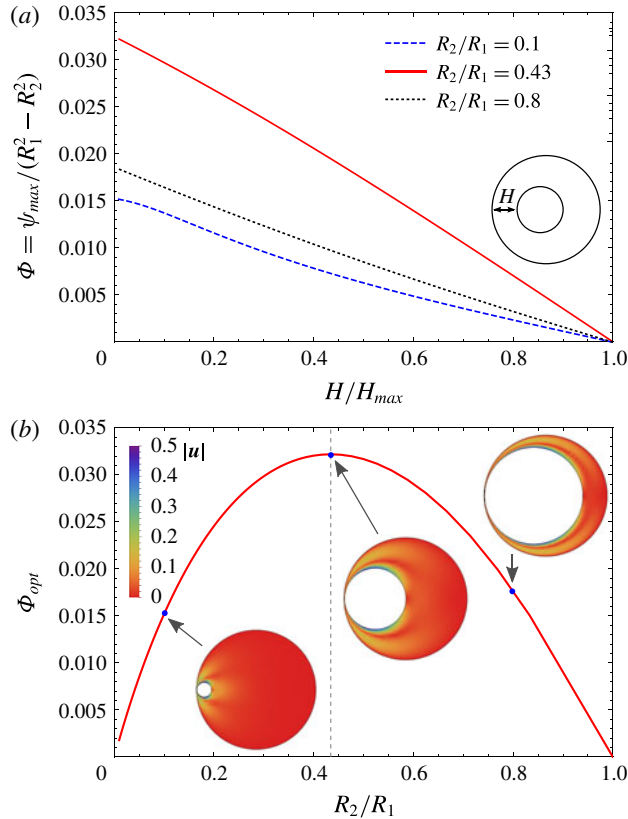 (a)
0.035
0.030
0.025
0.020
0.015
0.010
0.005
Φ = ψmax/(R₁² − R₂²)
R₂/R₁ = 0.1
R₂/R₁ = 0.43
R₂/R₁ = 0.8
H
0 0.2 0.4 0.6 0.8 1.0
H/Hmax
(b)
0.035
0.030
0.025
0.020
0.015
0.010
0.005
Φopt
0.5 |u|
0.4
0.3
0.2
0.1
0
0 0.2 0.4 0.6 0.8 1.0
R₂/R₁